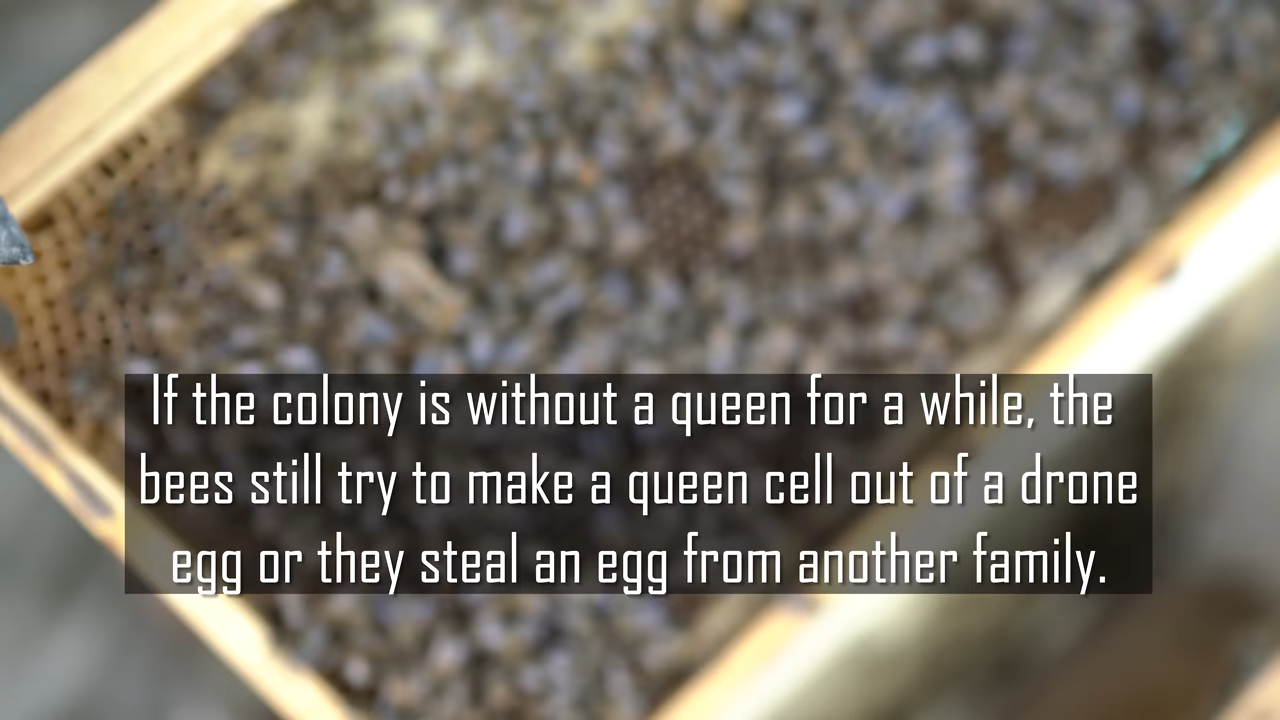 If the colony is without a queen for a while, the
bees still try to make a queen cell out of a drone
egg or they steal an egg from another family.